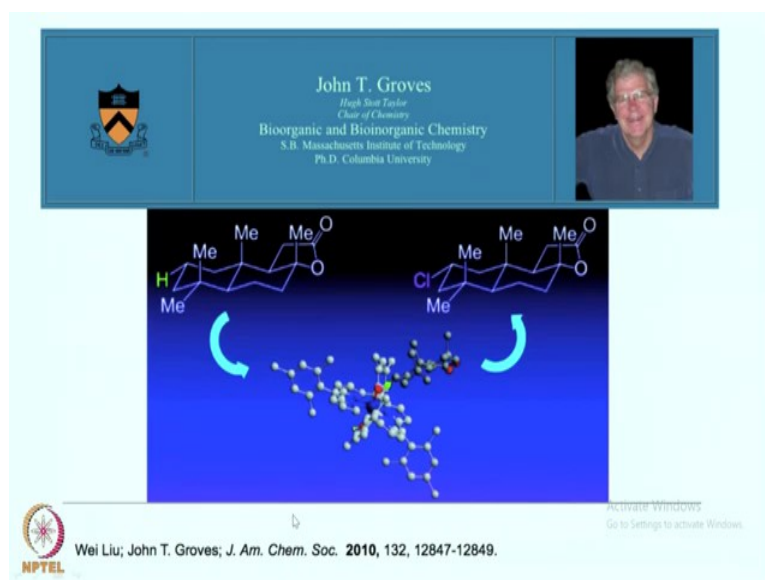 John T. Groves
Hugh Stott Taylor
Chair of Chemistry
Bioorganic and Bioinorganic Chemistry
S.B. Massachusetts Institute of Technology
Ph.D. Columbia University
Me Me Me O
H O
Me
Me Me Me O
Cl O
Me
Activate Windows
Go to Settings to activate Windows.
Wei Liu; John T. Groves; J. Am. Chem. Soc. 2010, 132, 12847-12849.
NPTEL